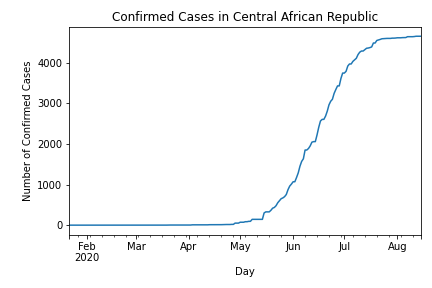 Confirmed Cases in Central African Republic
Number of Confirmed Cases
4000
3000
2000
1000
0
Feb Mar Apr May Jun Jul Aug
2020
Day